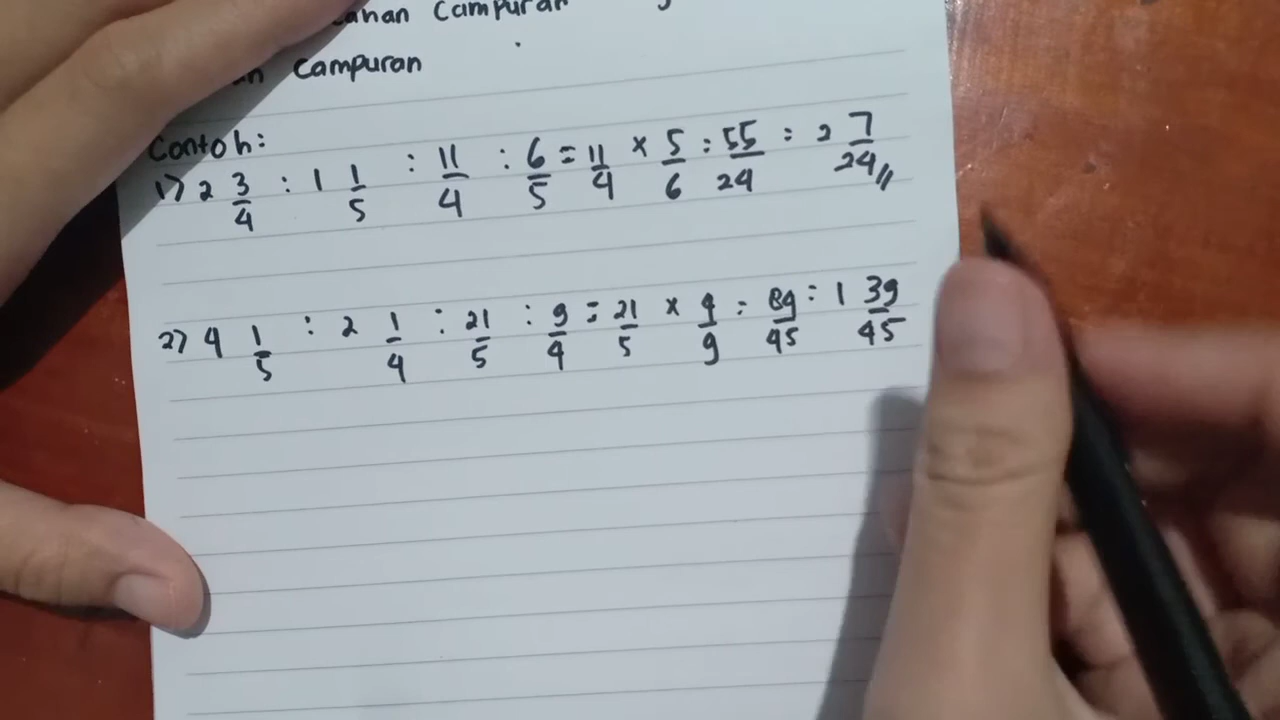 Campuran
Campuran
Contoh:
1) 2 3/4 : 1 1/5 : 11/4 : 6/5 = 11/4 × 5/6 : 55/24 : 2 7/24 //
2) 4 1/5 : 2 1/4 : 21/5 : 9/4 = 21/5 × 4/9 = 89/45 : 1 39/45